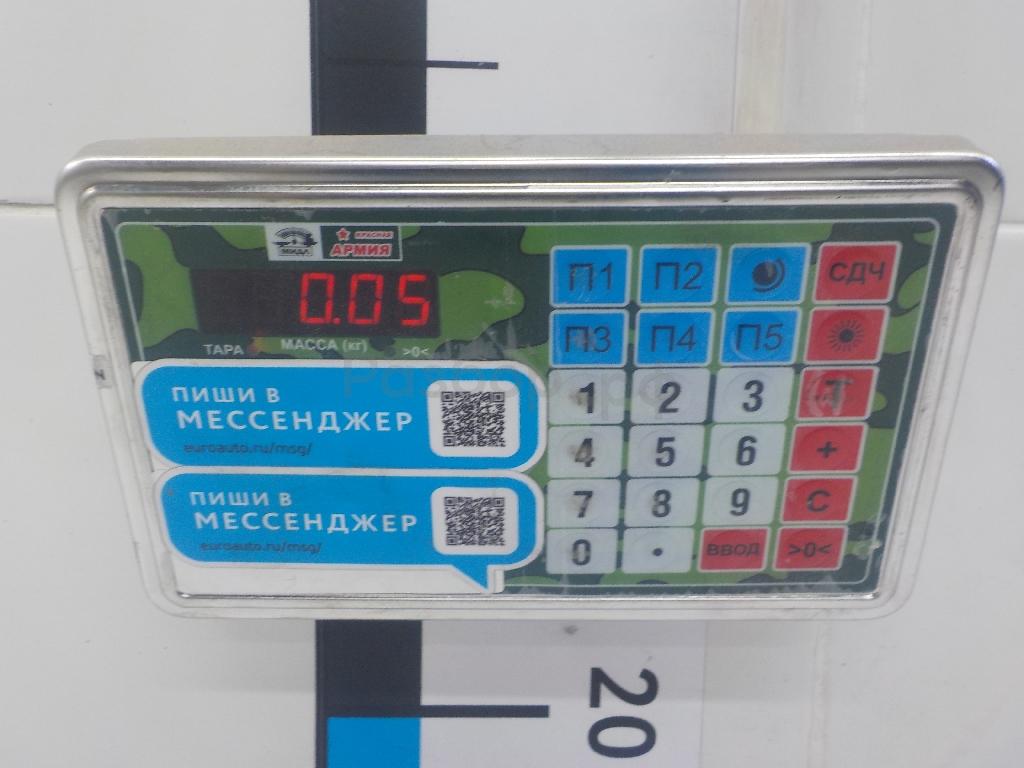 МИДЛ
КРАСНАЯ
АРМИЯ
0.05
ТАРА МАССА (кг) >0<
ПИШИ В
МЕССЕНДЖЕР
euroauto.ru/msg/
ПИШИ В
МЕССЕНДЖЕР
euroauto.ru/msg/
П1 П2 СДЧ
П3 П4 П5
1 2 3 T
4 5 6 +
7 8 9 C
0 . ВВОД >0<
20